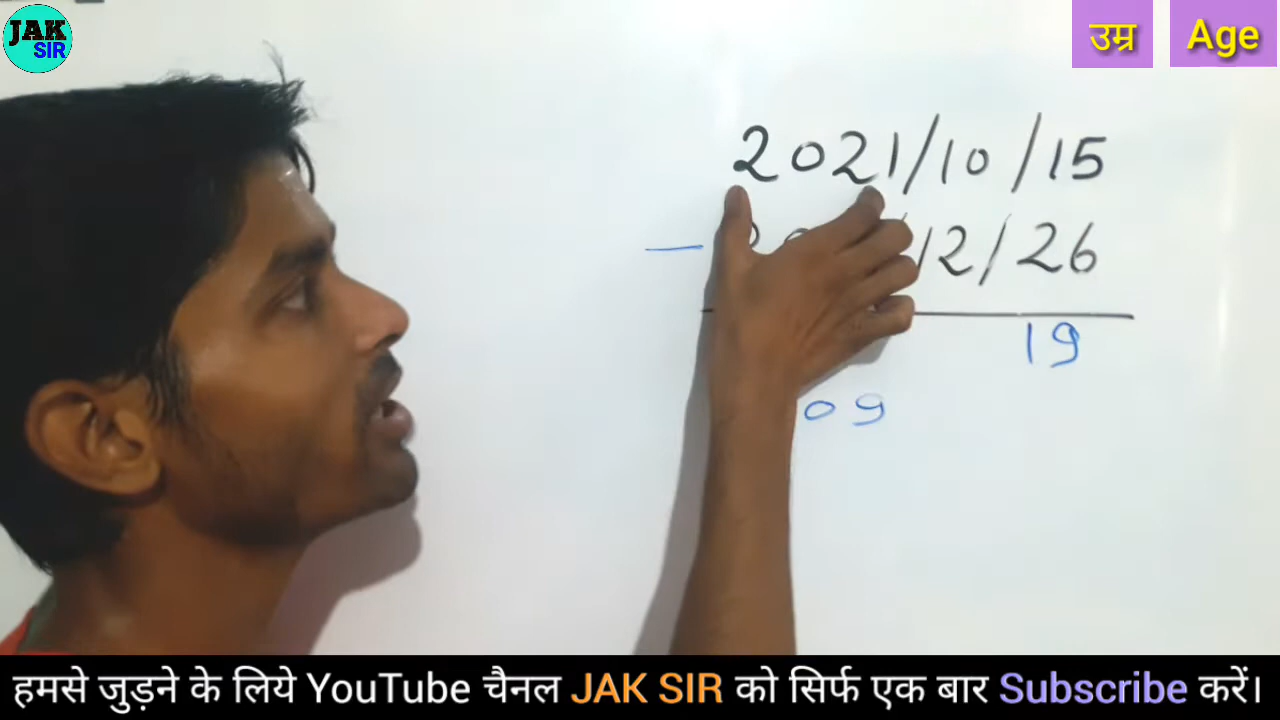 JAK
SIR
उम्र Age
2021/10/15
12/26
19
09
हमसे जुड़ने के लिये YouTube चैनल JAK SIR को सिर्फ एक बार Subscribe करें।